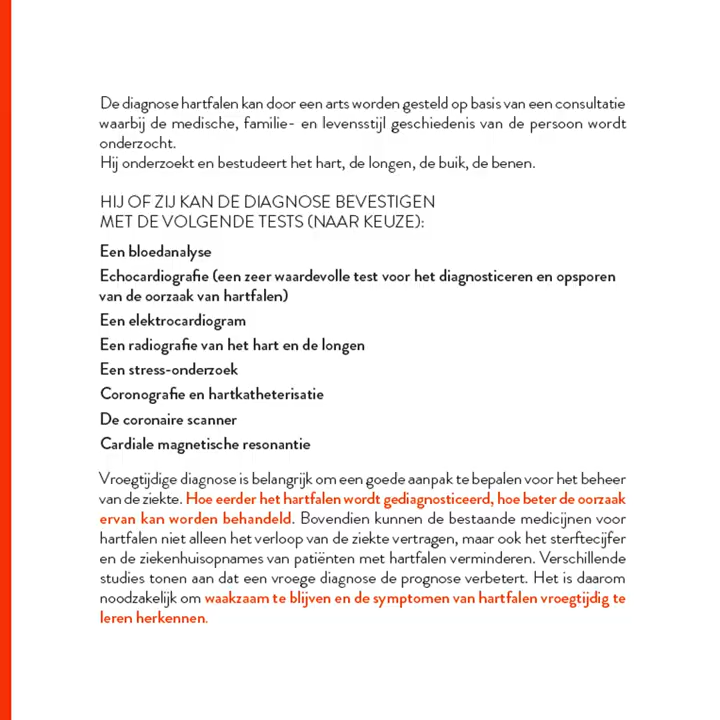 De diagnose hartfalen kan door een arts worden gesteld op basis van een consultatie
waarbij de medische, familie- en levensstijl geschiedenis van de persoon wordt
onderzocht.
Hij onderzoekt en bestudeert het hart, de longen, de buik, de benen.
HIJ OF ZIJ KAN DE DIAGNOSE BEVESTIGEN
MET DE VOLGENDE TESTS (NAAR KEUZE):
Een bloedanalyse
Echocardiografie (een zeer waardevolle test voor het diagnosticeren en opsporen
van de oorzaak van hartfalen)
Een elektrocardiogram
Een radiografie van het hart en de longen
Een stress-onderzoek
Coronografie en hartkatheterisatie
De coronaire scanner
Cardiale magnetische resonantie
Vroegtijdige diagnose is belangrijk om een goede aanpak te bepalen voor het beheer
van de ziekte. Hoe eerder het hartfalen wordt gediagnosticeerd, hoe beter de oorzaak
ervan kan worden behandeld. Bovendien kunnen de bestaande medicijnen voor
hartfalen niet alleen het verloop van de ziekte vertragen, maar ook het sterftecijfer
en de ziekenhuisopnames van patiënten met hartfalen verminderen. Verschillende
studies tonen aan dat een vroege diagnose de prognose verbetert. Het is daarom
noodzakelijk om waakzaam te blijven en de symptomen van hartfalen vroegtijdig te
leren herkennen.